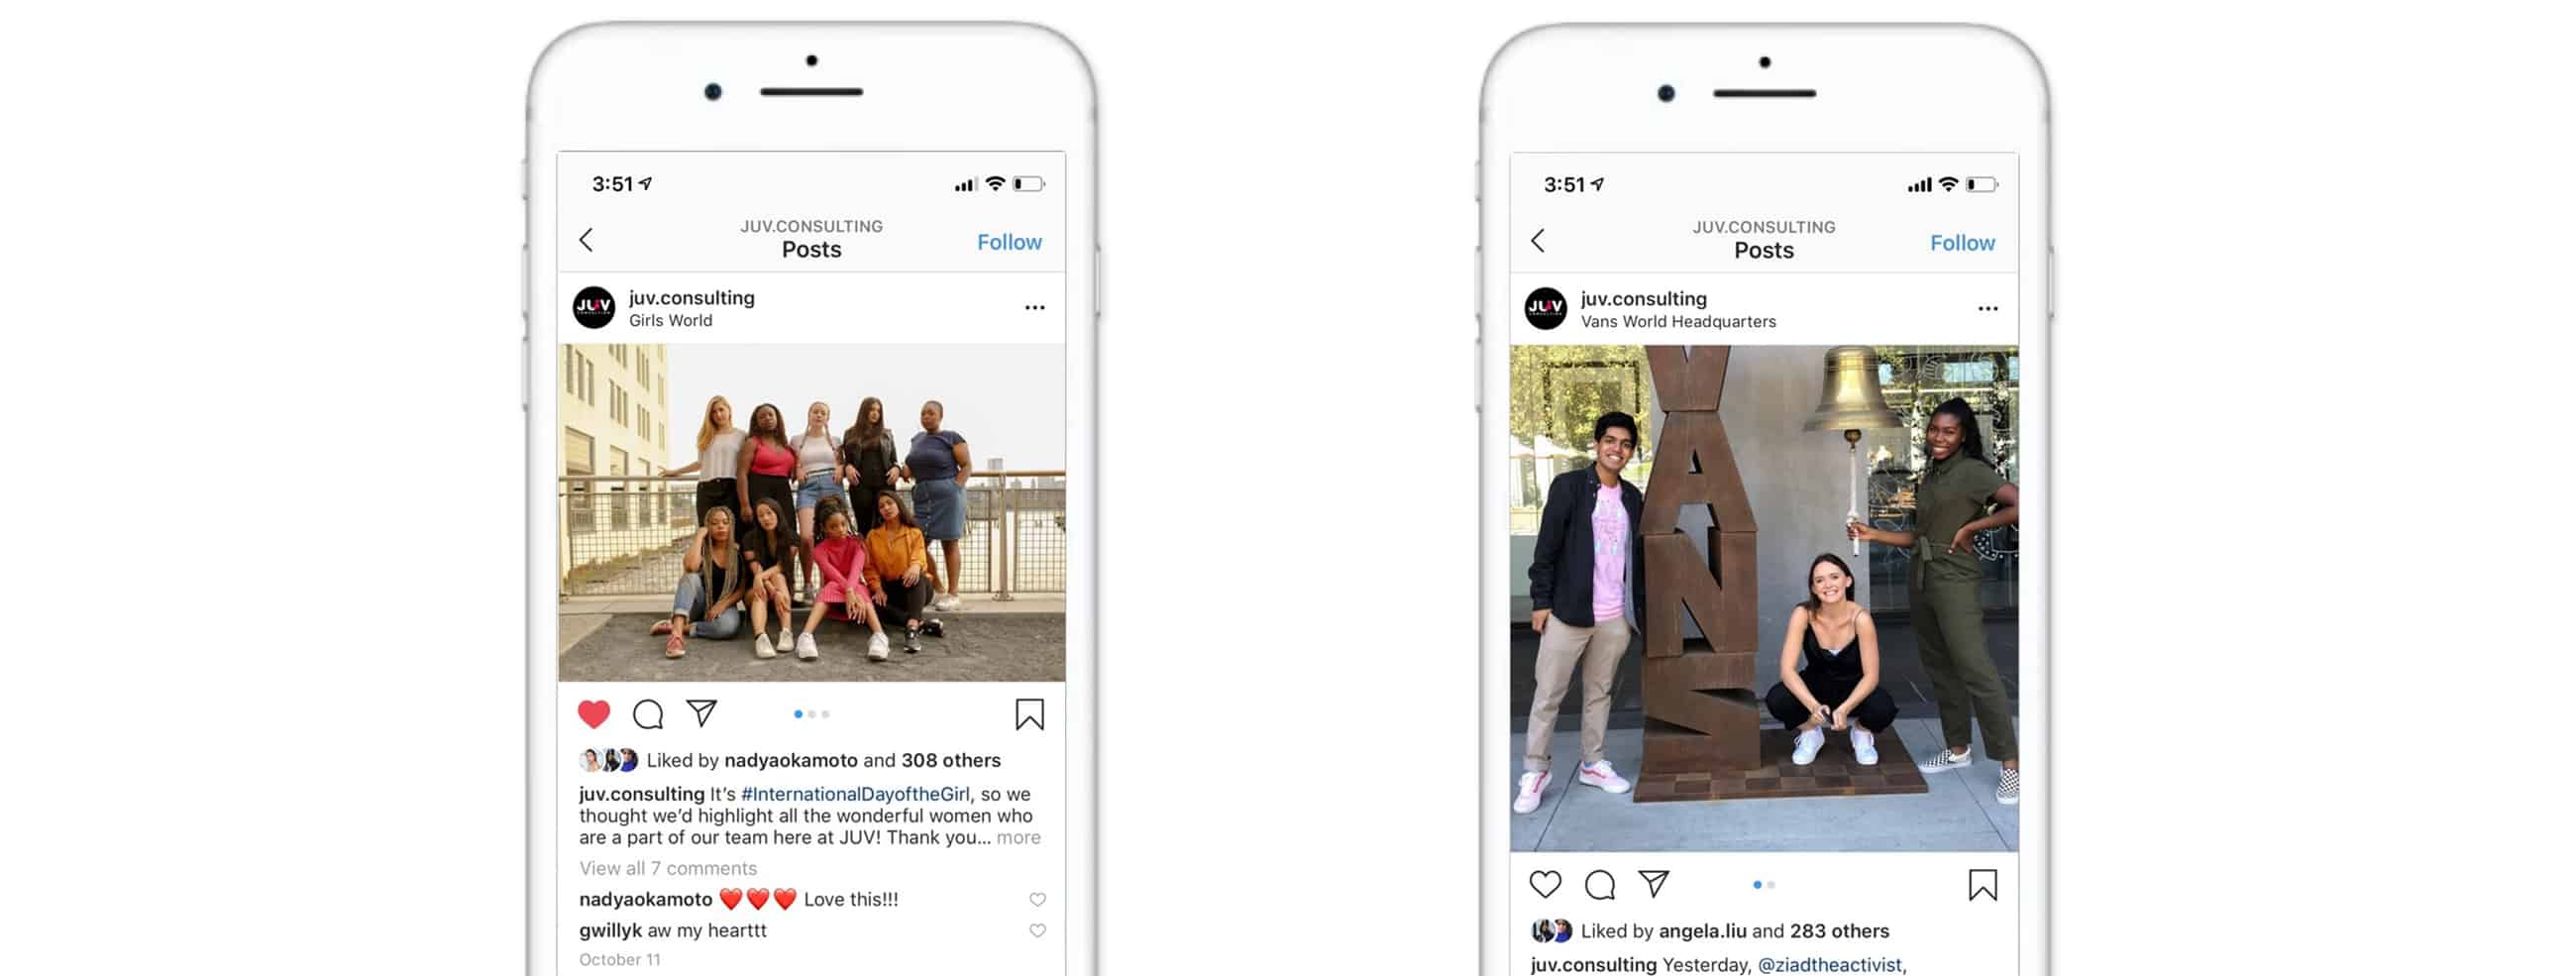 3:51
JUV.CONSULTING
Posts
Follow
JUV
juv.consulting
Girls World
Liked by nadyaokamoto and 308 others
juv.consulting It's #InternationalDayoftheGirl, so we
thought we'd highlight all the wonderful women who
are a part of our team here at JUV! Thank you... more
View all 7 comments
nadyaokamoto ❤️❤️❤️ Love this!!!
gwillyk aw my hearttt
October 11
3:51
JUV.CONSULTING
Posts
Follow
JUV
juv.consulting
Vans World Headquarters
VANS
Liked by angela.liu and 283 others
juv.consulting Yesterday, @ziadtheactivist,